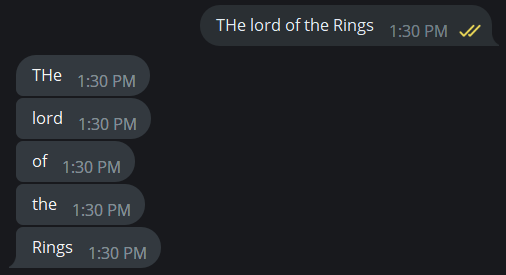 THe lord of the Rings 1:30 PM
THe 1:30 PM
lord 1:30 PM
of 1:30 PM
the 1:30 PM
Rings 1:30 PM